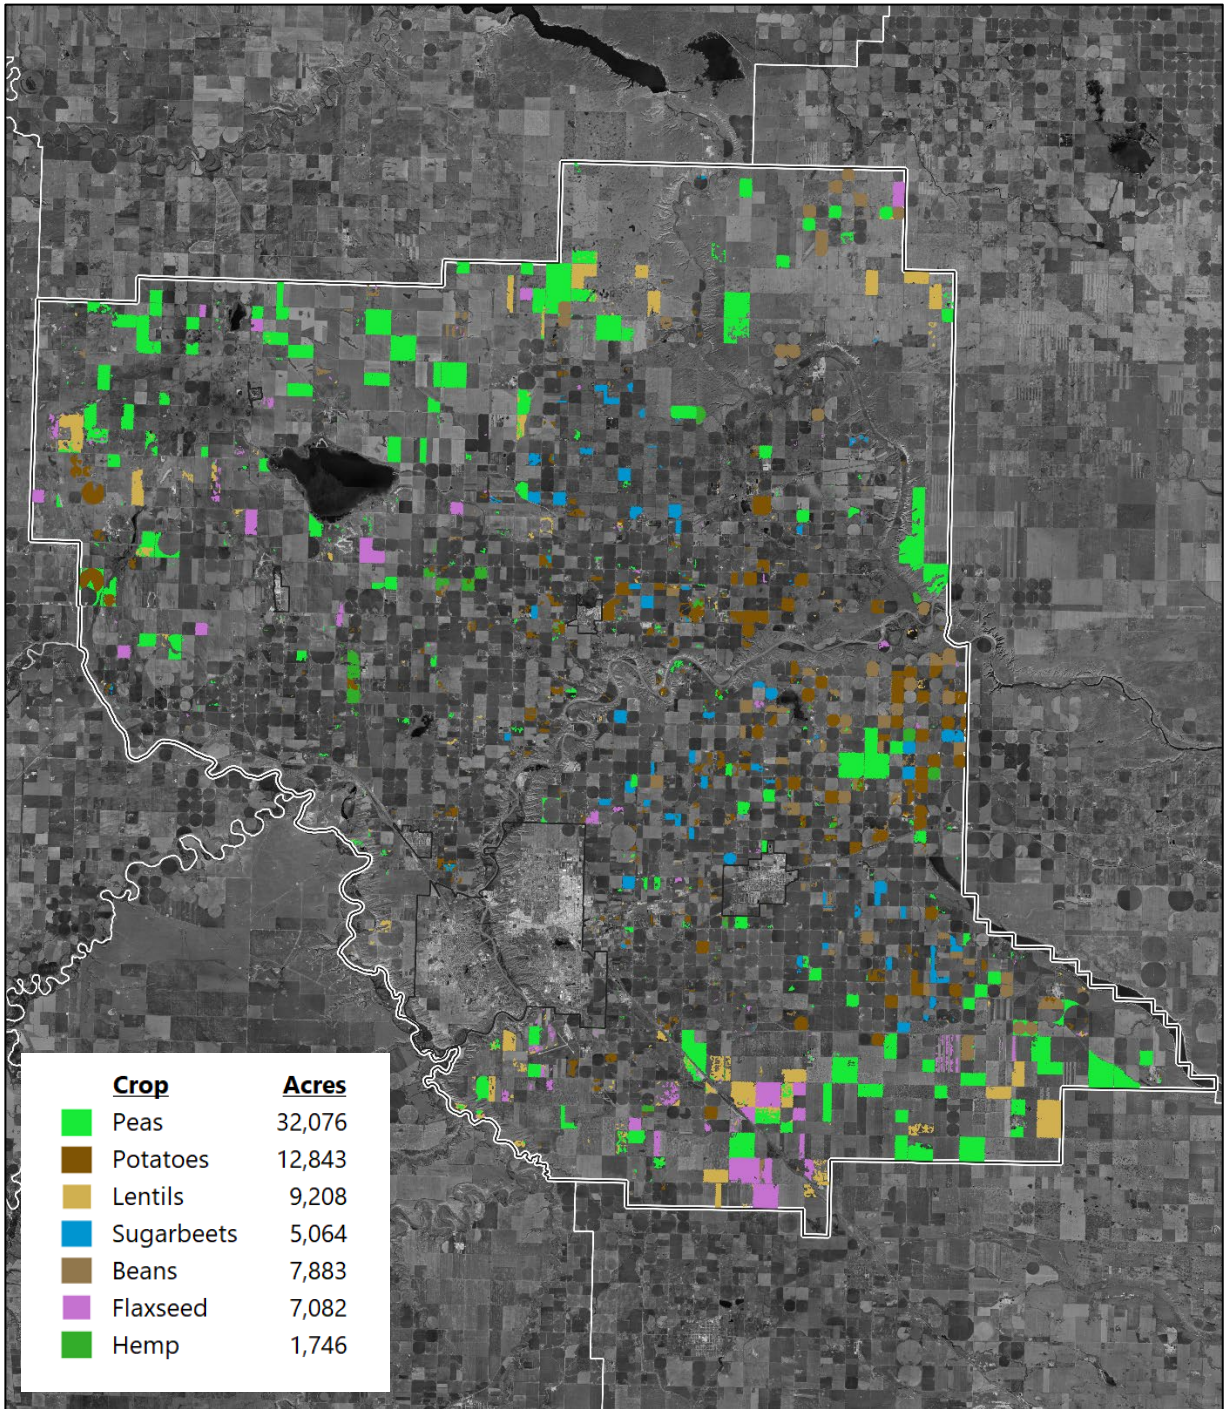 Crop Acres
Peas 32,076
Potatoes 12,843
Lentils 9,208
Sugarbeets 5,064
Beans 7,883
Flaxseed 7,082
Hemp 1,746